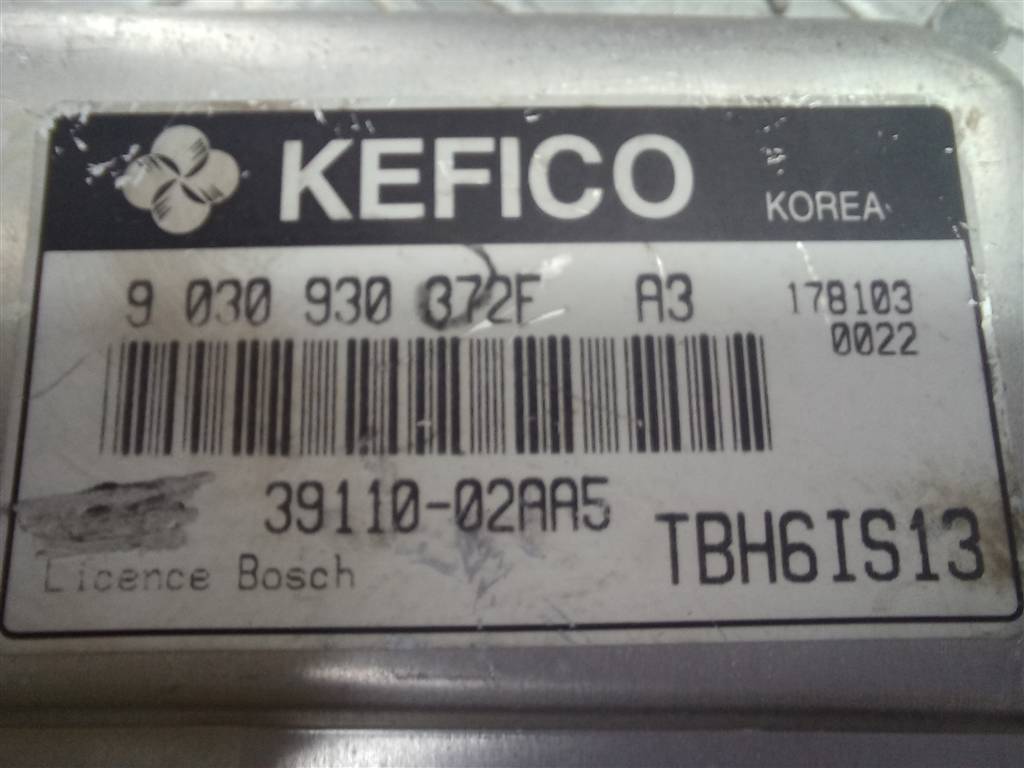 KEFICO KOREA
9 030 930 372F A3 178103
0022
39110-02AA5
TBH6IS13
Licence Bosch